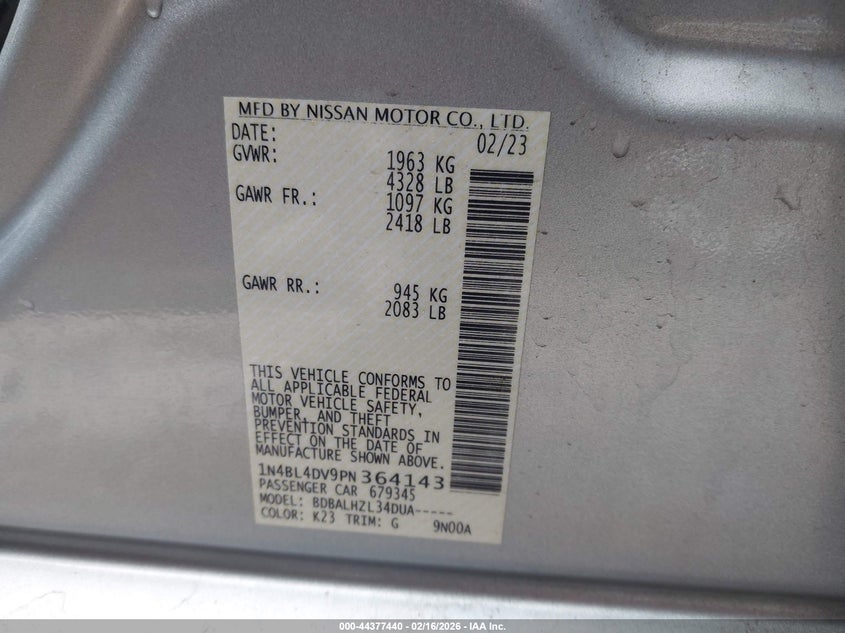 MFD BY NISSAN MOTOR CO., LTD.
DATE: 02/23
GVWR: 1963 KG
4328 LB
GAWR FR.: 1097 KG
2418 LB
GAWR RR.: 945 KG
2083 LB
THIS VEHICLE CONFORMS TO
ALL APPLICABLE FEDERAL
MOTOR VEHICLE SAFETY,
BUMPER, AND THEFT
PREVENTION STANDARDS IN
EFFECT ON THE DATE OF
MANUFACTURE SHOWN ABOVE.
1N4BL4DV9PN364143
PASSENGER CAR 679345
MODEL: BDBALHZL34DUA-----
COLOR: K23 TRIM: G 9N00A
000-44377440 - 02/16/2026 - IAA Inc.